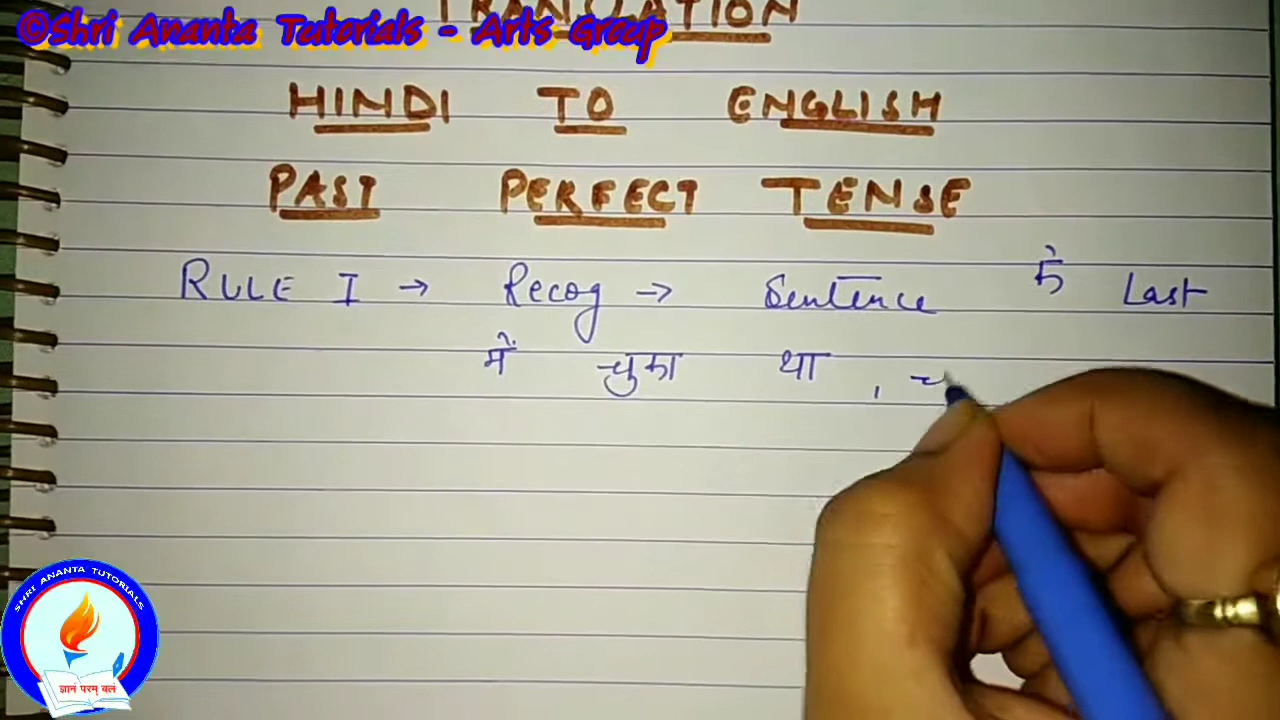 TRANSLATION
©Shri Ananta Tutorials - Arts Group
HINDI TO ENGLISH
PAST PERFECT TENSE
RULE I → Recog → Sentence के Last
में चुका था ,
SHRI ANANTA TUTORIALS
ज्ञानं परमं बलं